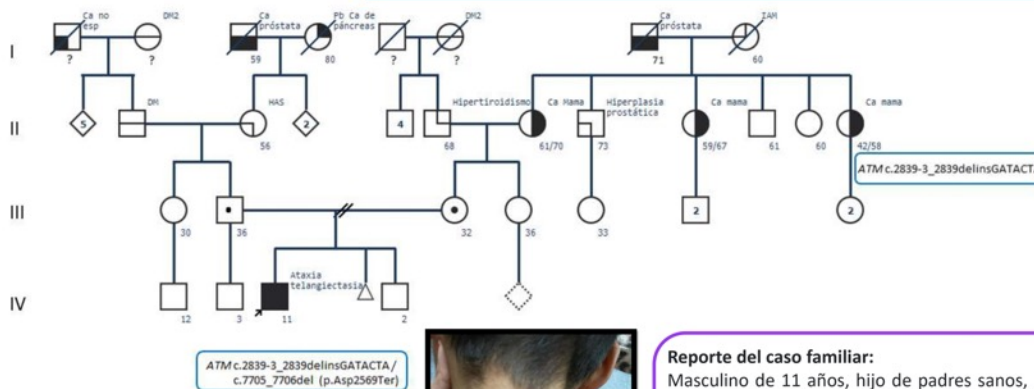 Ca no esp
DM2
Ca próstata
Pb Ca de páncreas
DM2
Ca próstata
IAM
I
?
?
59
80
?
?
71
60
DM
HAS
Hipertiroidismo
Ca Mama
Hiperplasia prostática
Ca mama
Ca mama
II
5
2
4
56
68
61/70
73
59/67
61
60
42/58
ATM c.2839-3_2839delinsGATACTA
III
2
2
30
36
32
36
33
Ataxia telangiectasia
IV
12
3
11
2
ATM c.2839-3_2839delinsGATACTA /
c.7705_7706del (p.Asp2569Ter)
Reporte del caso familiar:
Masculino de 11 años, hijo de padres sanos,